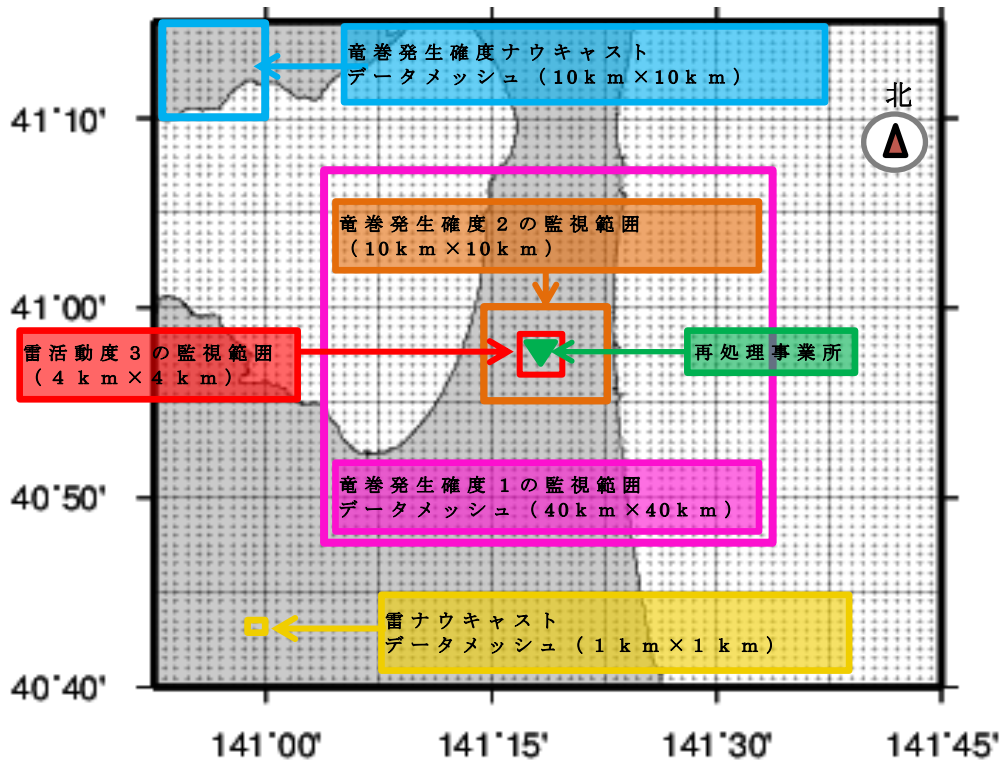 竜巻発生確度ナウキャスト
データメッシュ（10ｋｍ×10ｋｍ）
北
41°10'
竜巻発生確度２の監視範囲
（10ｋｍ×10ｋｍ）
41°00'
雷活動度３の監視範囲
（４ｋｍ×４ｋｍ）
再処理事業所
竜巻発生確度１の監視範囲
データメッシュ（40ｋｍ×40ｋｍ）
40°50'
雷ナウキャスト
データメッシュ（１ｋｍ×１ｋｍ）
40°40'
141°00' 141°15' 141°30' 141°45'